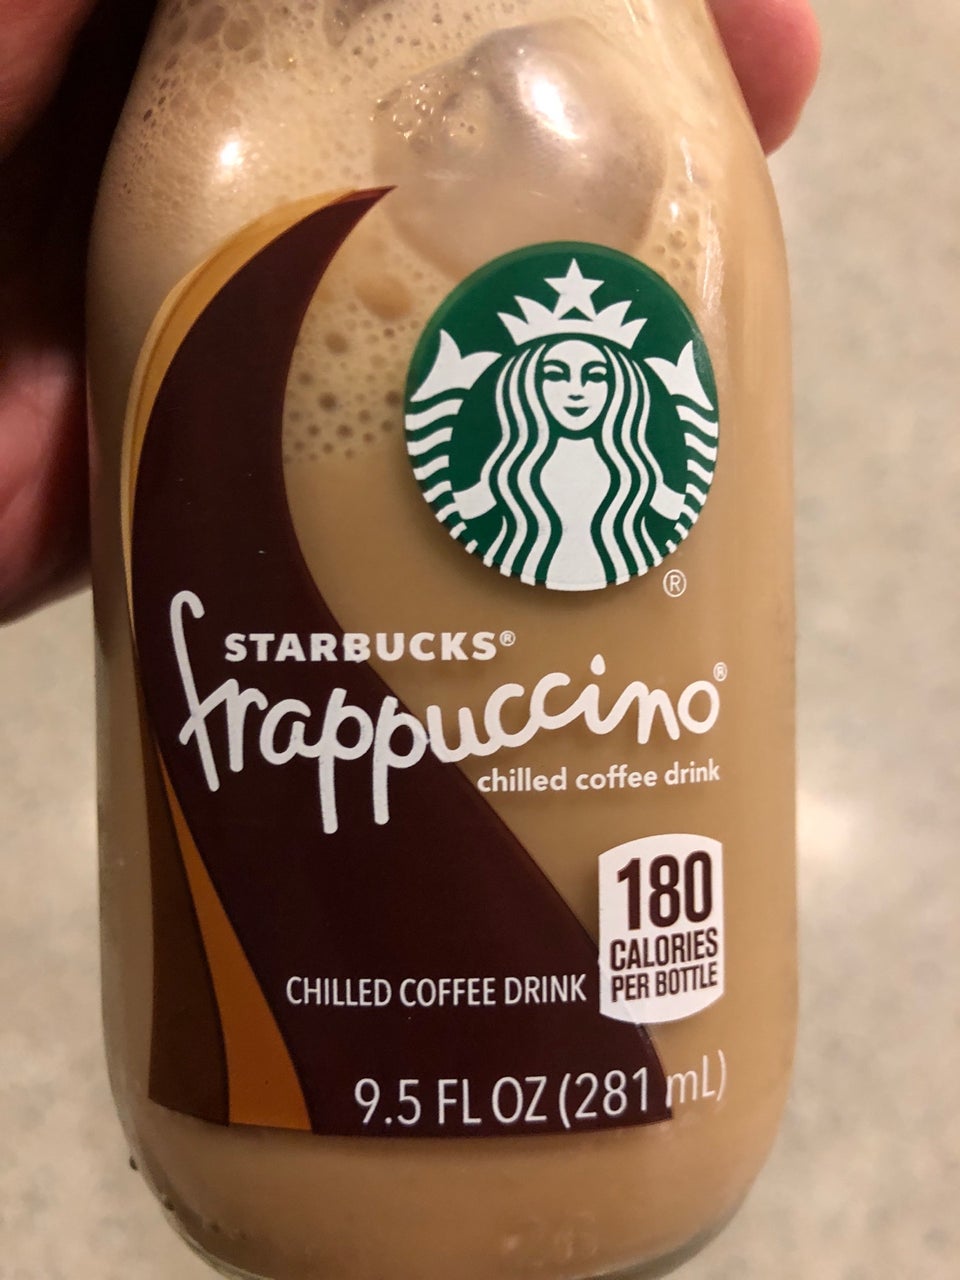 ®
STARBUCKS®
frappuccino®
chilled coffee drink
180
CALORIES
PER BOTTLE
CHILLED COFFEE DRINK
9.5 FL OZ (281 mL)